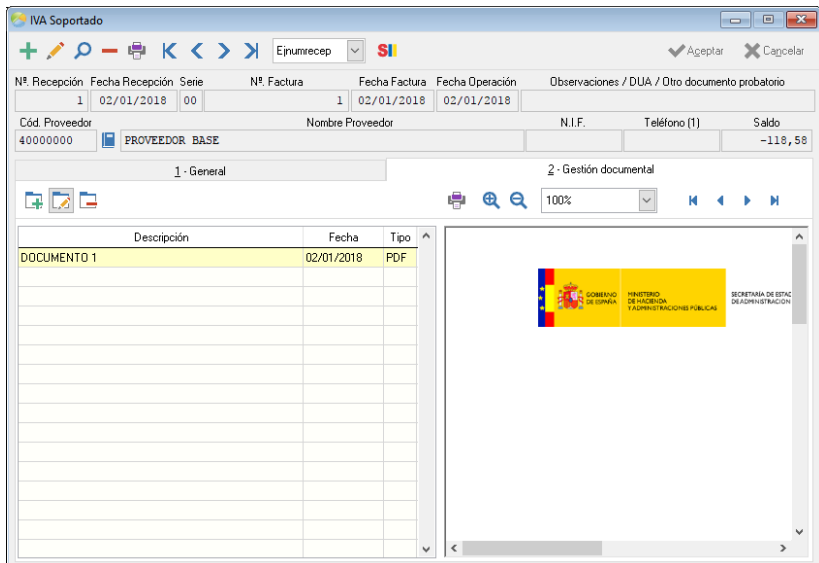 IVA Soportado
Ejnumrecep SII Aceptar Cancelar
Nº. Recepción Fecha Recepción Serie Nº. Factura Fecha Factura Fecha Operación Observaciones / DUA / Otro documento probatorio
1 02/01/2018 00 1 02/01/2018 02/01/2018
Cód. Proveedor Nombre Proveedor N.I.F. Teléfono (1) Saldo
40000000 PROVEEDOR BASE -118,58
1 - General 2 - Gestión documental
100%
Descripción Fecha Tipo
DOCUMENTO 1 02/01/2018 PDF
GOBIERNO
DE ESPAÑA
MINISTERIO
DE HACIENDA
Y ADMINISTRACIONES PÚBLICAS
SECRETARÍA DE ESTAD
DE ADMINISTRACION